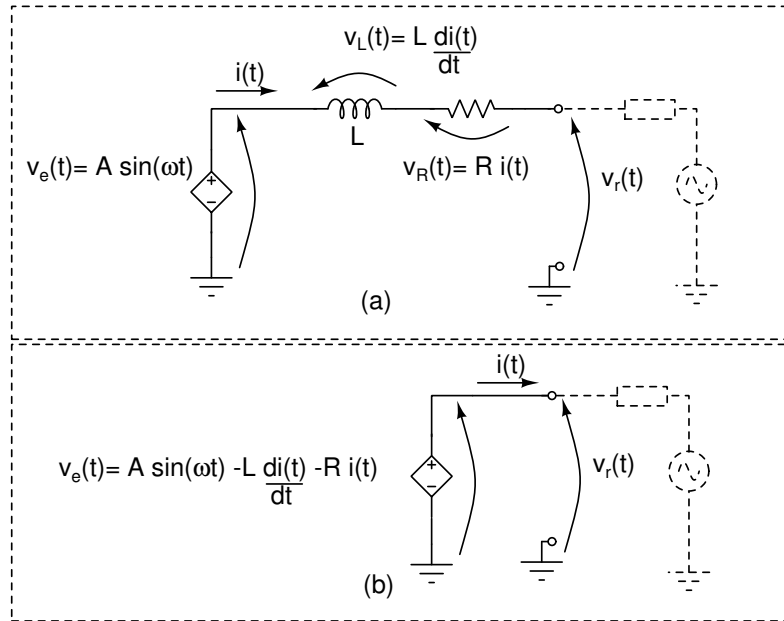 v_L(t)= L di(t)/dt
i(t)
L
v_e(t)= A sin(ωt)
+
−
v_R(t)= R i(t)
v_r(t)
(a)
i(t)
v_e(t)= A sin(ωt) -L di(t)/dt -R i(t)
+
−
v_r(t)
(b)